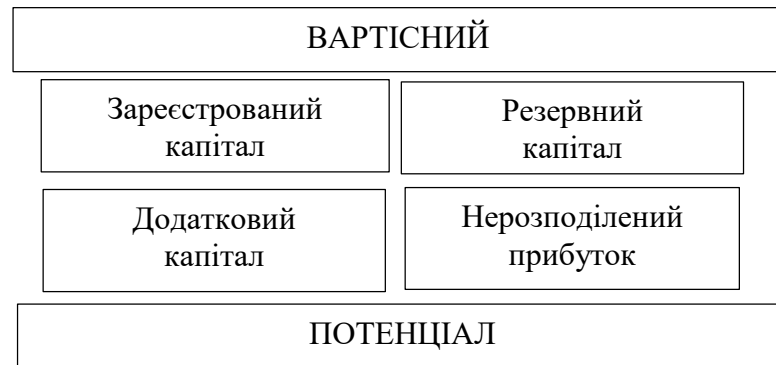 ВАРТІСНИЙ
Зареєстрований
капітал
Резервний
капітал
Додатковий
капітал
Нерозподілений
прибуток
ПОТЕНЦІАЛ